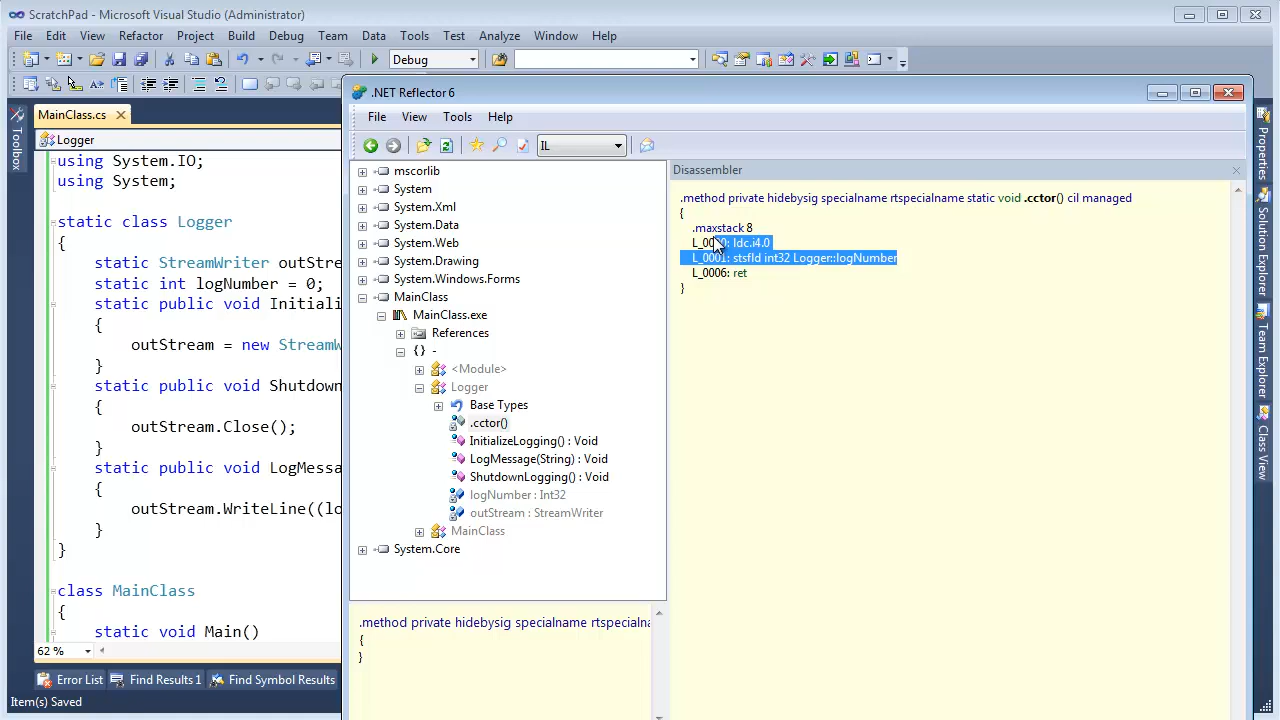 ScratchPad - Microsoft Visual Studio (Administrator)
File Edit View Refactor Project Build Debug Team Data Tools Test Analyze Window Help
Debug
MainClass.cs
Logger
using System.IO;
using System;
static class Logger
{
static StreamWriter outStre
static int logNumber = 0;
static public void Initiali
{
outStream = new StreamW
}
static public void Shutdown
{
outStream.Close();
}
static public void LogMessa
{
outStream.WriteLine((lo
}
}
class MainClass
{
static void Main()
62 %
Error List Find Results 1 Find Symbol Results
Item(s) Saved
Toolbox
.NET Reflector 6
File View Tools Help
IL
mscorlib
System
System.Xml
System.Data
System.Web
System.Drawing
System.Windows.Forms
MainClass
MainClass.exe
References
{} -
<Module>
Logger
Base Types
.cctor()
InitializeLogging() : Void
LogMessage(String) : Void
ShutdownLogging() : Void
logNumber : Int32
outStream : StreamWriter
MainClass
System.Core
.method private hidebysig specialname rtspecialna
{
}
Disassembler
.method private hidebysig specialname rtspecialname static void .cctor() cil managed
{
.maxstack 8
L_0000: ldc.i4.0
L_0001: stsfld int32 Logger::logNumber
L_0006: ret
}
Properties
Solution Explorer
Team Explorer
Class View